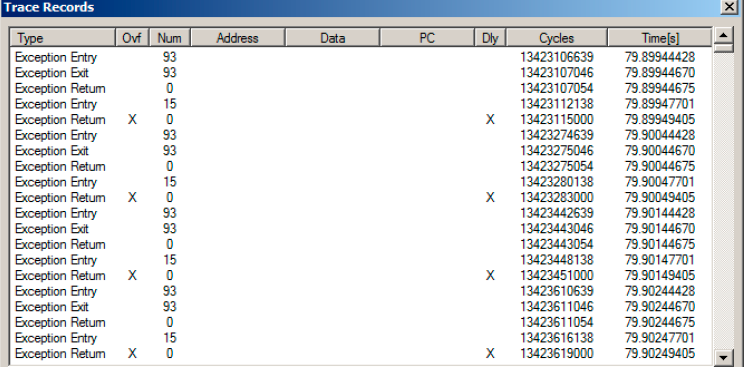 Trace Records
Type Ovf Num Address Data PC Dly Cycles Time[s]
Exception Entry 93 13423106639 79.89944428
Exception Exit 93 13423107046 79.89944670
Exception Return 0 13423107054 79.89944675
Exception Entry 15 13423112138 79.89947701
Exception Return X 0 X 13423115000 79.89949405
Exception Entry 93 13423274639 79.90044428
Exception Exit 93 13423275046 79.90044670
Exception Return 0 13423275054 79.90044675
Exception Entry 15 13423280138 79.90047701
Exception Return X 0 X 13423283000 79.90049405
Exception Entry 93 13423442639 79.90144428
Exception Exit 93 13423443046 79.90144670
Exception Return 0 13423443054 79.90144675
Exception Entry 15 13423448138 79.90147701
Exception Return X 0 X 13423451000 79.90149405
Exception Entry 93 13423610639 79.90244428
Exception Exit 93 13423611046 79.90244670
Exception Return 0 13423611054 79.90244675
Exception Entry 15 13423616138 79.90247701
Exception Return X 0 X 13423619000 79.90249405